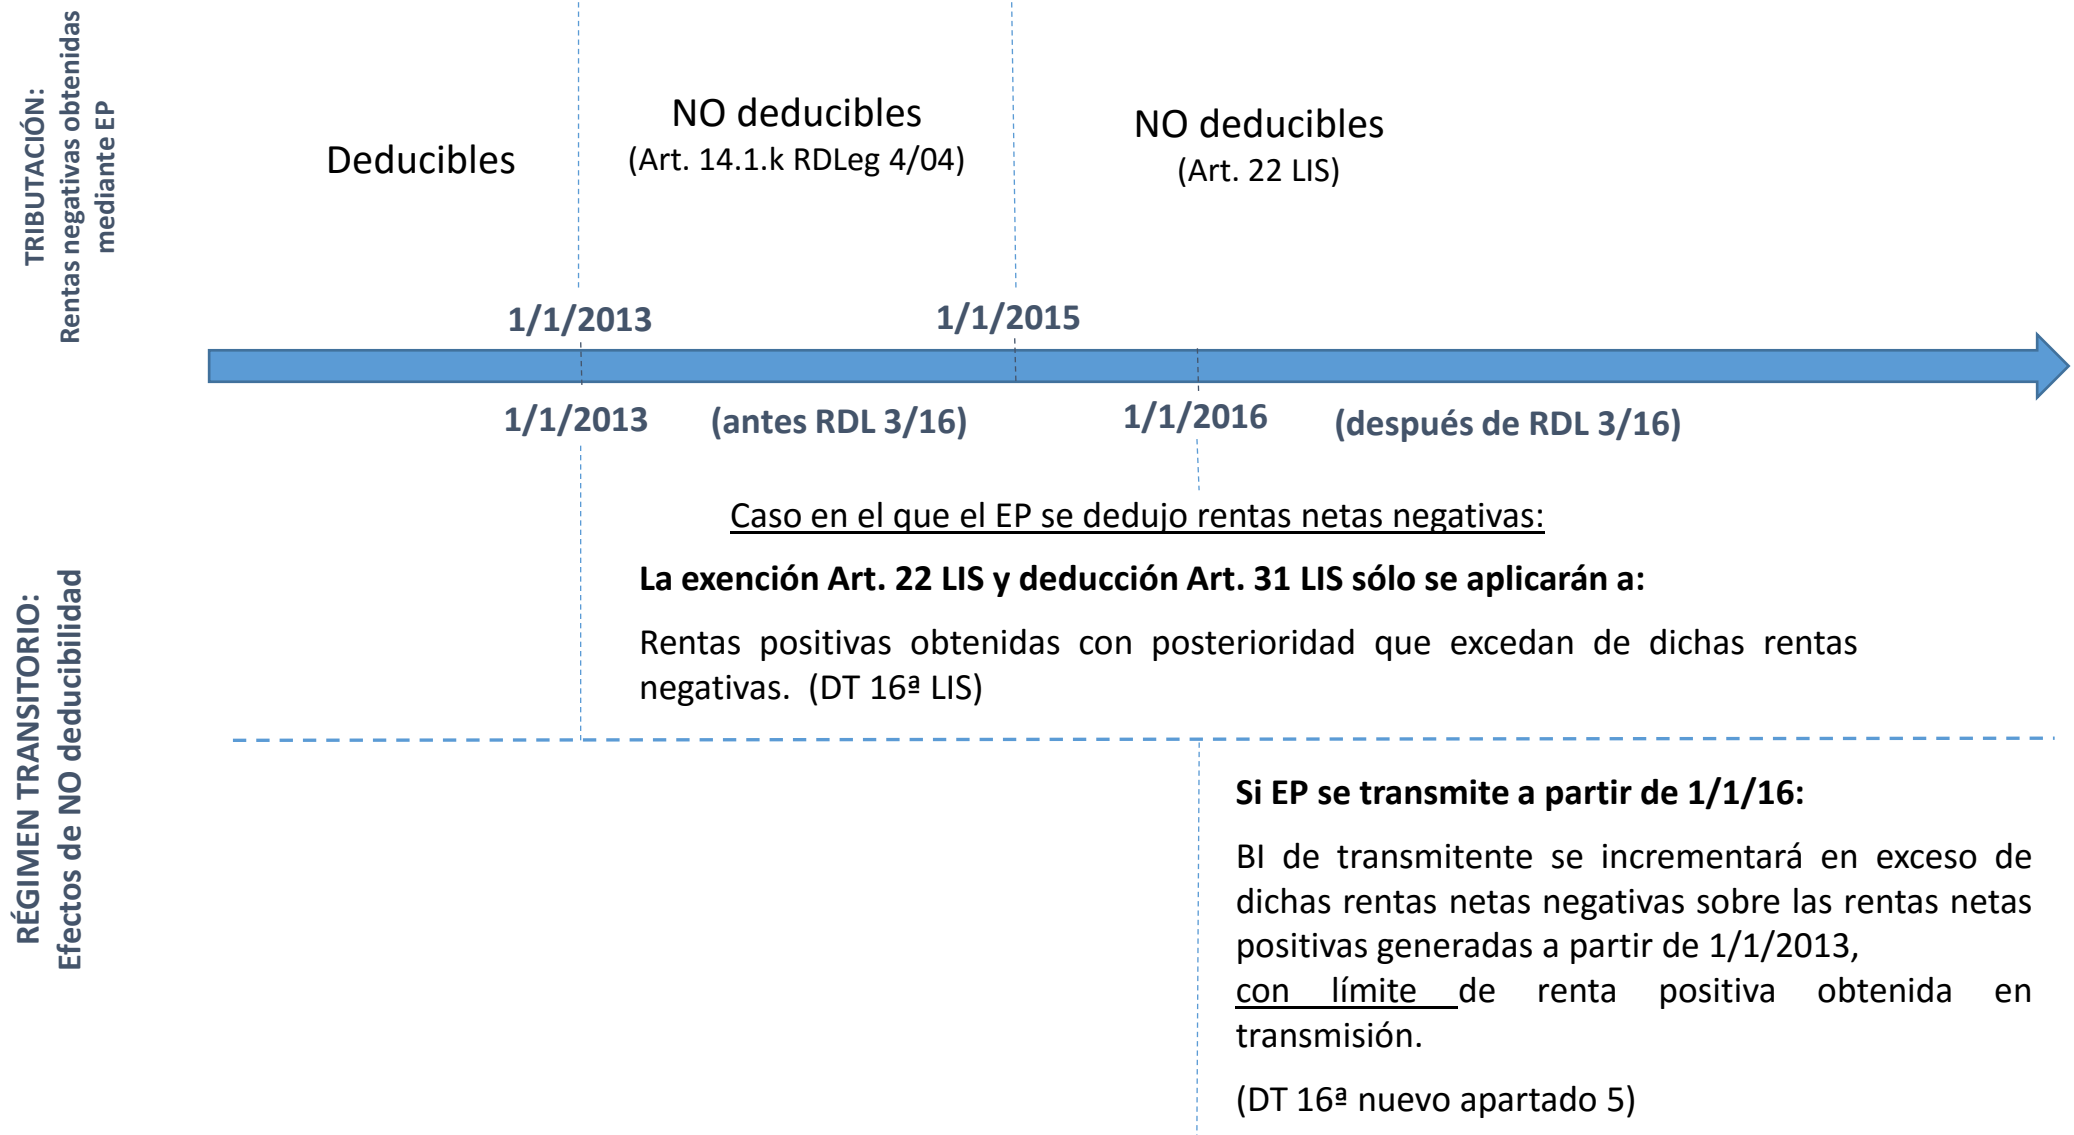 TRIBUTACIÓN:
Rentas negativas obtenidas
mediante EP
Deducibles
NO deducibles
(Art. 14.1.k RDLeg 4/04)
NO deducibles
(Art. 22 LIS)
1/1/2013
1/1/2015
1/1/2013
(antes RDL 3/16)
1/1/2016
(después de RDL 3/16)
RÉGIMEN TRANSITORIO:
Efectos de NO deducibilidad
Caso en el que el EP se dedujo rentas netas negativas:
La exención Art. 22 LIS y deducción Art. 31 LIS sólo se aplicarán a:
Rentas positivas obtenidas con posterioridad que excedan de dichas rentas
negativas. (DT 16ª LIS)
Si EP se transmite a partir de 1/1/16:
BI de transmitente se incrementará en exceso de
dichas rentas netas negativas sobre las rentas netas
positivas generadas a partir de 1/1/2013,
con límite de renta positiva obtenida en
transmisión.
(DT 16ª nuevo apartado 5)